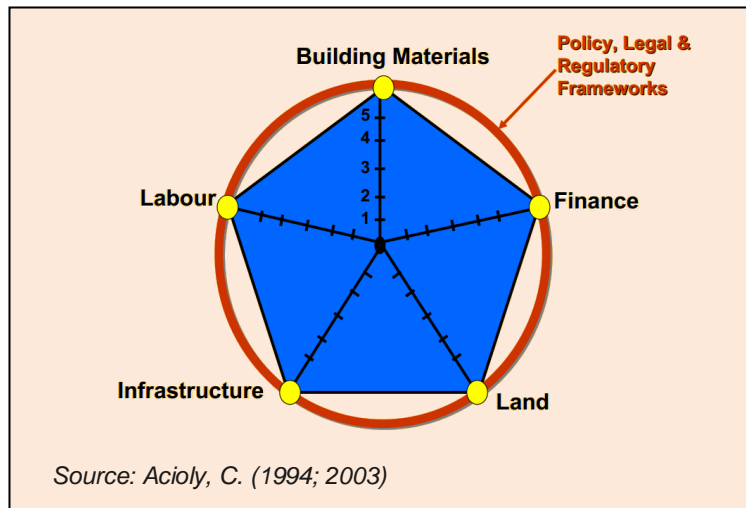 Policy, Legal &
Regulatory
Frameworks
Building Materials
5
4
3
2
1
Labour
Finance
Infrastructure
Land
Source: Acioly, C. (1994; 2003)